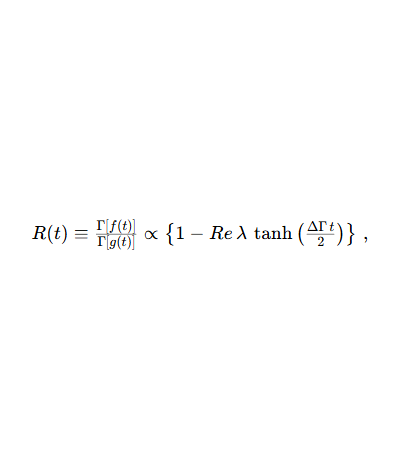 R(t) ≡ Γ[f(t)] / Γ[g(t)] ∝ {1 − Re λ tanh (ΔΓ t / 2)} ,